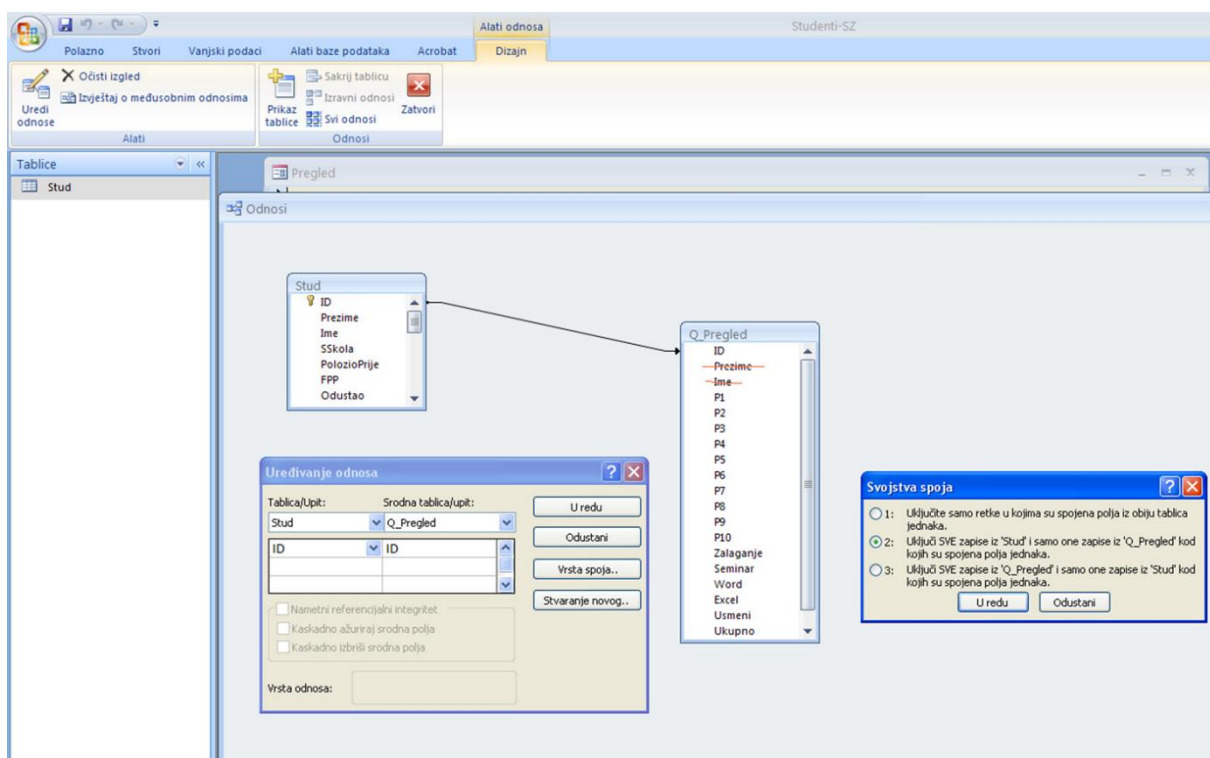 Alati odnosa
Studenti-SZ
Polazno Stvori Vanjski podaci Alati baze podataka Acrobat Dizajn
Uredi odnose
Očisti izgled
Izvještaj o međusobnim odnosima
Alati
Prikaz tablice
Sakrij tablicu
Izravni odnosi
Svi odnosi
Zatvori
Odnosi
Tablice
Stud
Pregled
Odnosi
Stud
ID
Prezime
Ime
SSkola
PolozioPrije
FPP
Odustao
Q_Pregled
ID
Prezime
Ime
P1
P2
P3
P4
P5
P6
P7
P8
P9
P10
Zalaganje
Seminar
Word
Excel
Usmeni
Ukupno
Uređivanje odnosa
Tablica/Upit: Srodna tablica/upit:
Stud Q_Pregled
ID ID
U redu
Odustani
Vrsta spoja..
Stvaranje novog..
Nametni referencijalni integritet
Kaskadno ažuriraj srodna polja
Kaskadno izbriši srodna polja
Vrsta odnosa:
Svojstva spoja
1: Uključite samo retke u kojima su spojena polja iz obiju tablica
jednaka.
2: Uključi SVE zapise iz 'Stud' i samo one zapise iz 'Q_Pregled' kod
kojih su spojena polja jednaka.
3: Uključi SVE zapise iz 'Q_Pregled' i samo one zapise iz 'Stud' kod
kojih su spojena polja jednaka.
U redu Odustani